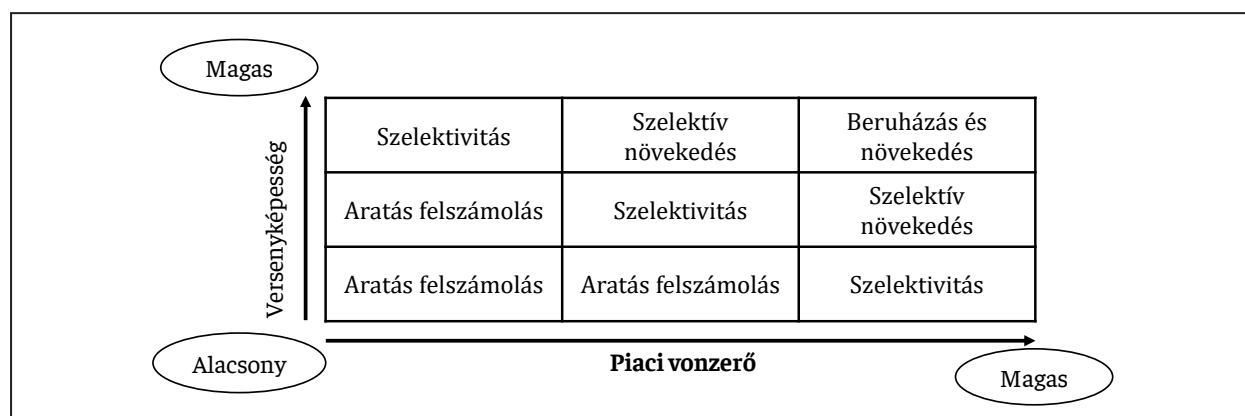 Magas
Versenyképesség
Szelektivitás
Szelektív
növekedés
Beruházás és
növekedés
Aratás felszámolás
Szelektivitás
Szelektív
növekedés
Aratás felszámolás
Aratás felszámolás
Szelektivitás
Alacsony
Piaci vonzerő
Magas